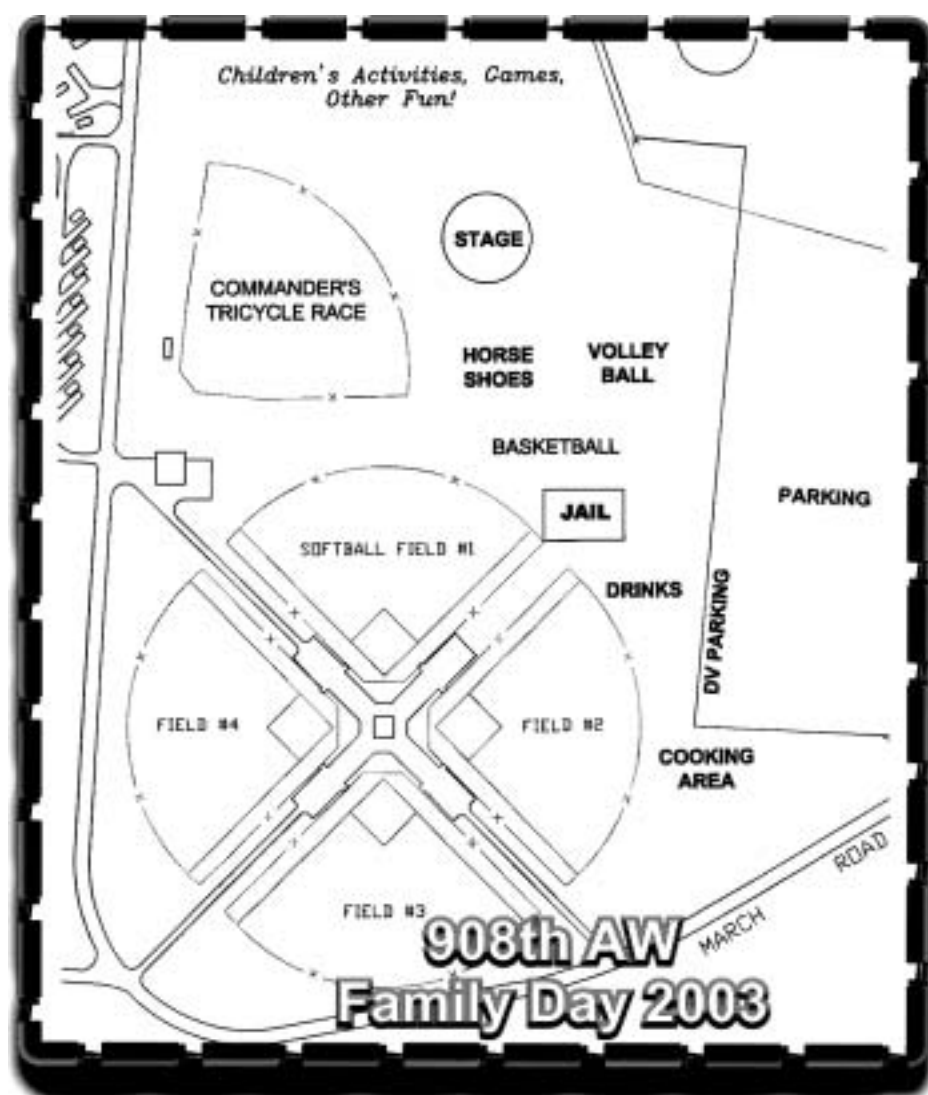 Children's Activities, Games,
Other Fun!
STAGE
COMMANDER'S
TRICYCLE RACE
HORSE
SHOES
VOLLEY
BALL
BASKETBALL
PARKING
JAIL
SOFTBALL FIELD #1
DRINKS
DV PARKING
FIELD #4
FIELD #2
COOKING
AREA
MARCH ROAD
FIELD #3
908th AW
Family Day 2003